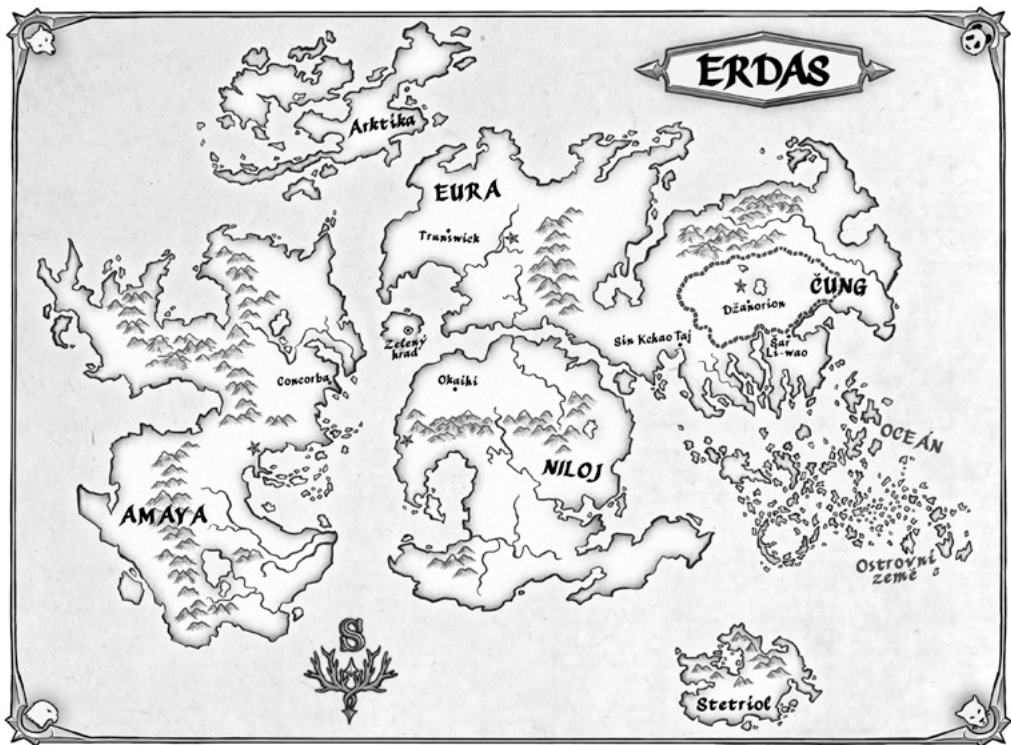 ERDAS
Arktika
EURA
Trunswick
ČUNG
Džanorion
Zelený
hrad
Sin Kchao Taj
Šar
Li-wao
Concorba
Okaihi
OCEÁN
NILOJ
AMAYA
Ostrovní
země
S
Stetriol